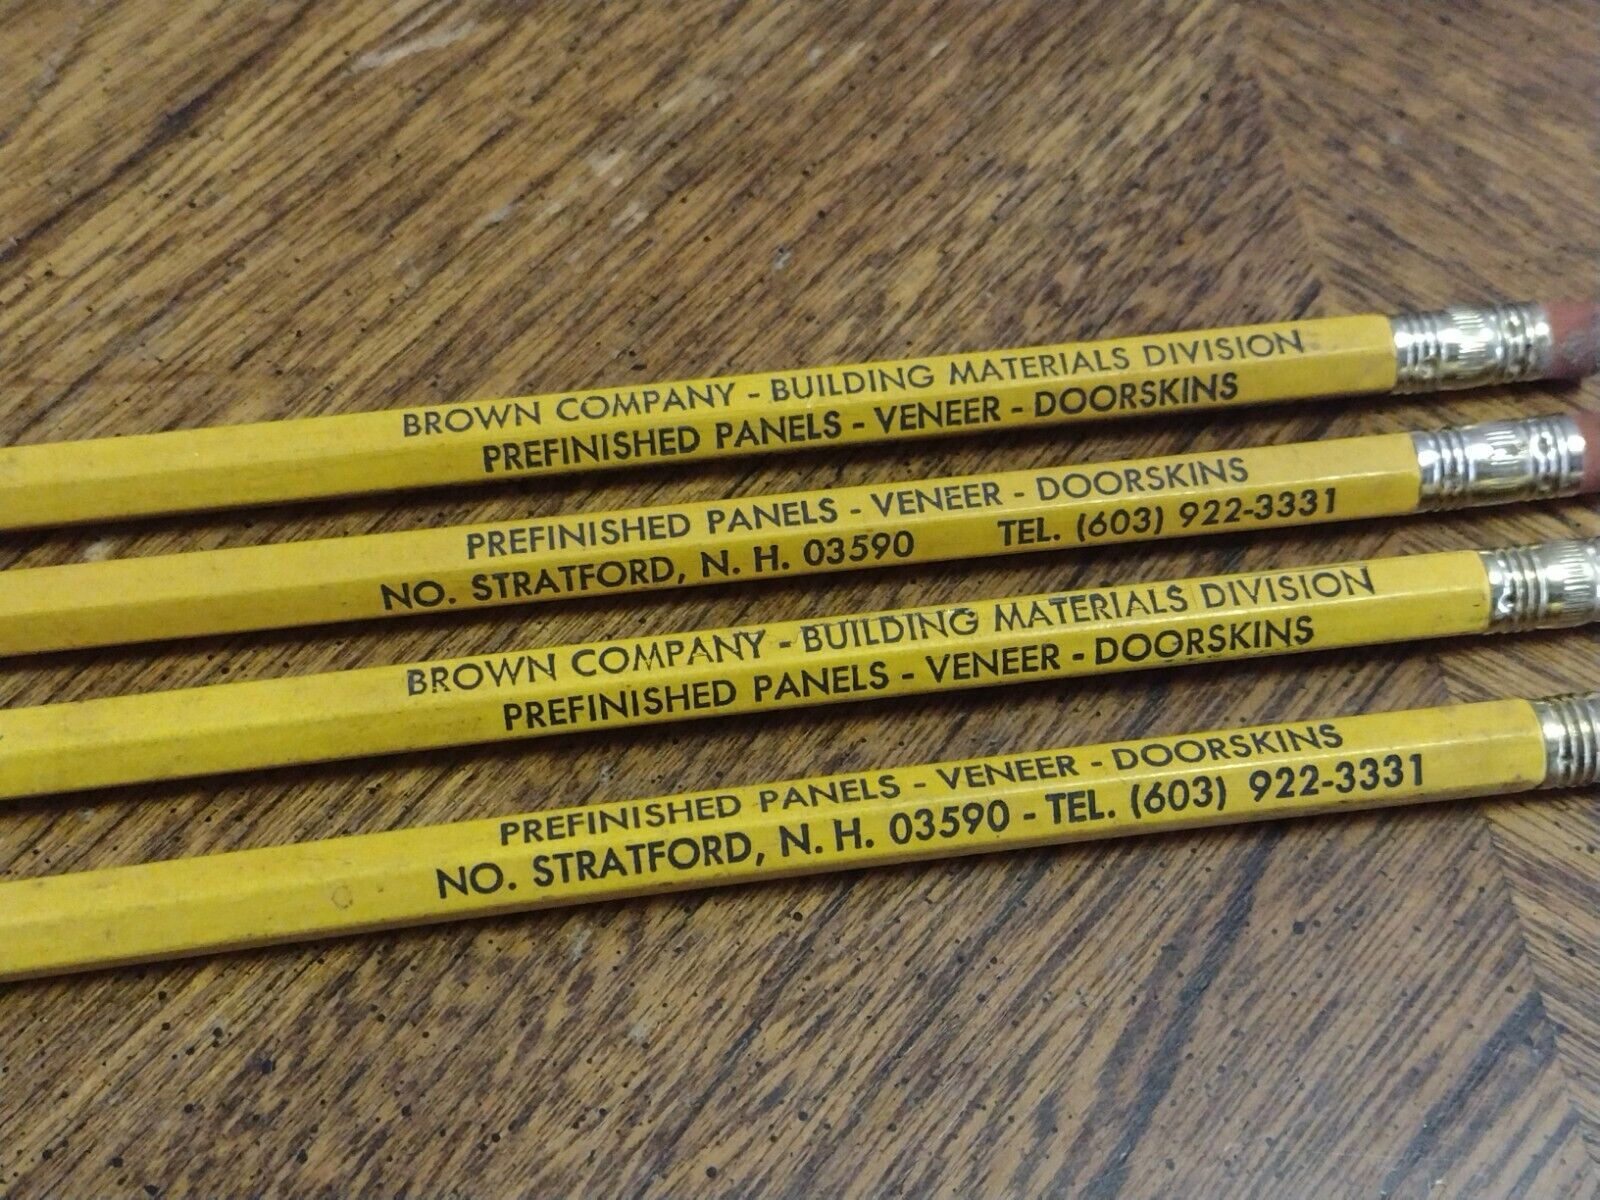 BROWN COMPANY - BUILDING MATERIALS DIVISION
PREFINISHED PANELS - VENEER - DOORSKINS
PREFINISHED PANELS - VENEER - DOORSKINS
NO. STRATFORD, N. H. 03590 TEL. (603) 922-3331
BROWN COMPANY - BUILDING MATERIALS DIVISION
PREFINISHED PANELS - VENEER - DOORSKINS
PREFINISHED PANELS - VENEER - DOORSKINS
NO. STRATFORD, N. H. 03590 - TEL. (603) 922-3331